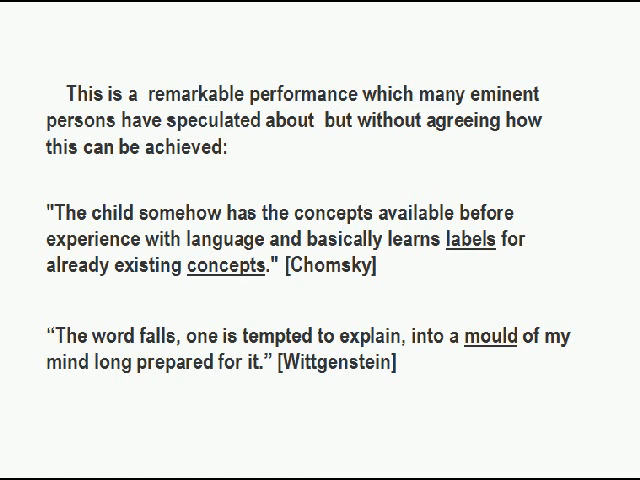 This is a remarkable performance which many eminent
persons have speculated about but without agreeing how
this can be achieved:
"The child somehow has the concepts available before
experience with language and basically learns labels for
already existing concepts." [Chomsky]
“The word falls, one is tempted to explain, into a mould of my
mind long prepared for it.” [Wittgenstein]